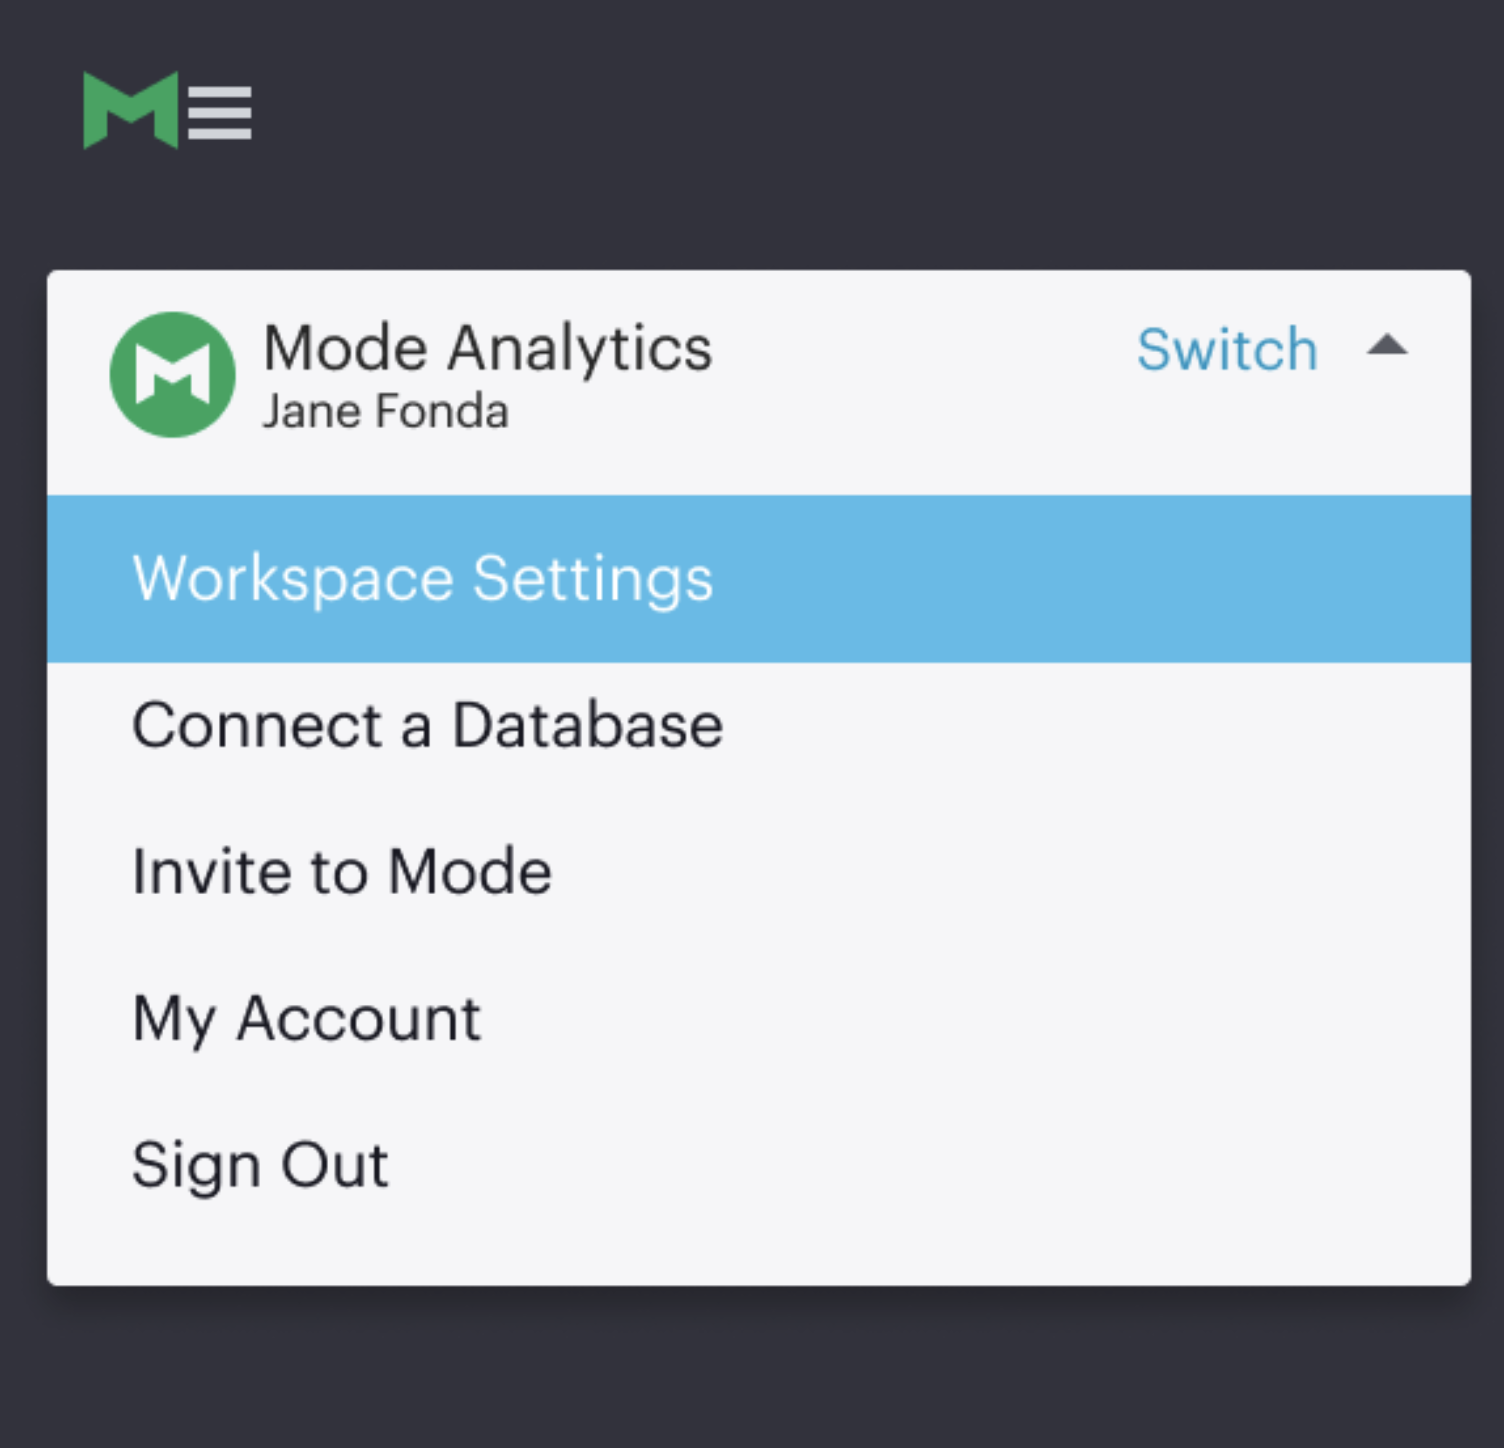 Mode Analytics
Switch
Jane Fonda
Workspace Settings
Connect a Database
Invite to Mode
My Account
Sign Out